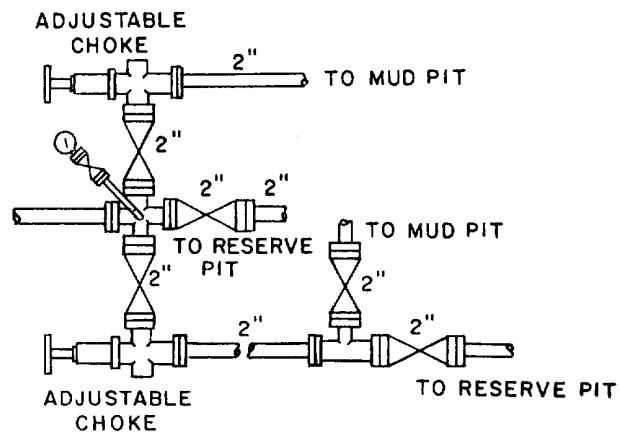 ADJUSTABLE
CHOKE
2"
TO MUD PIT
2"
2"
2"
TO RESERVE
PIT
TO MUD PIT
2"
2"
2"
2"
TO RESERVE PIT
ADJUSTABLE
CHOKE